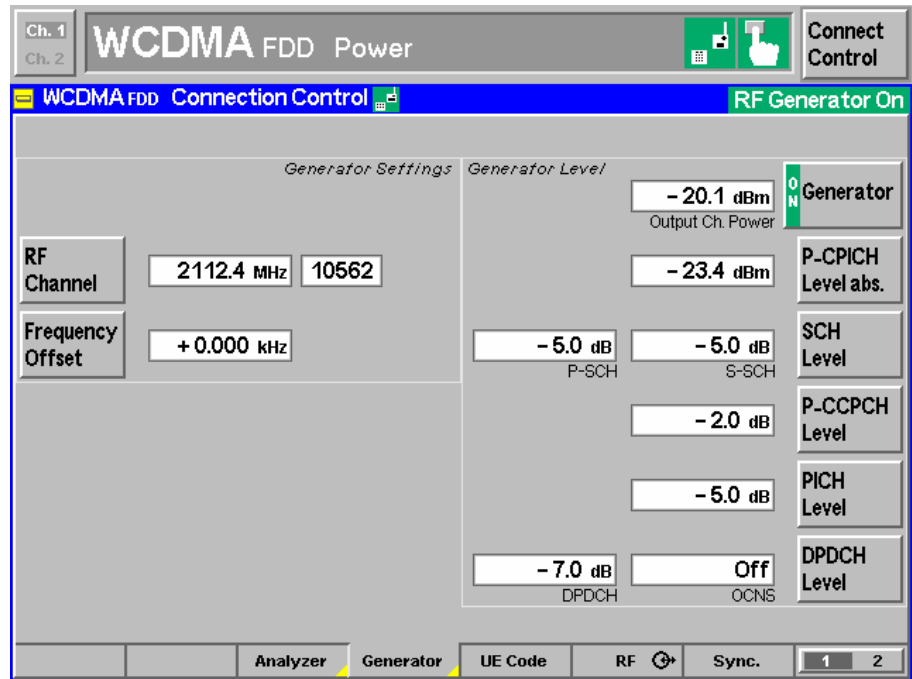 Ch. 1
Ch. 2
WCDMA FDD Power
Connect
Control
WCDMA FDD Connection Control
RF Generator On
Generator Settings
Generator Level
– 20.1 dBm
Output Ch. Power
ON
Generator
RF
Channel
2112.4 MHz
10562
– 23.4 dBm
P-CPICH
Level abs.
Frequency
Offset
+ 0.000 kHz
– 5.0 dB
P-SCH
– 5.0 dB
S-SCH
SCH
Level
– 2.0 dB
P-CCPCH
Level
– 5.0 dB
PICH
Level
– 7.0 dB
DPDCH
Off
OCNS
DPDCH
Level
Analyzer
Generator
UE Code
RF
Sync.
1 2